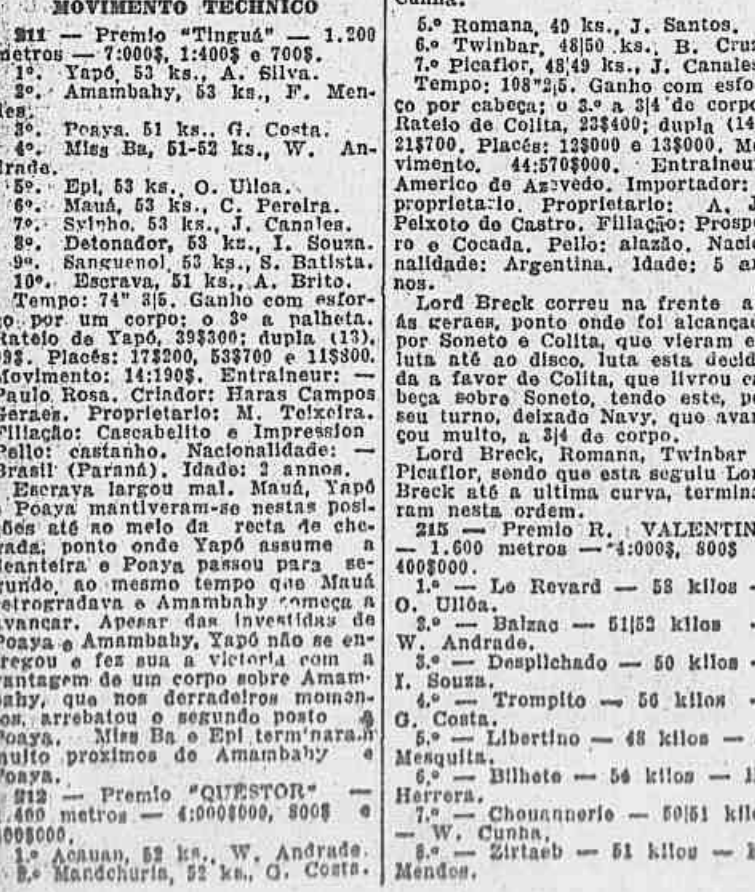 MOVIMENTO TECHNICO
211 — Premio "Tinguá" — 1.200
metros — 7:000$, 1:400$ e 700$.
1º. Yapó, 53 ks., A. Silva.
2º. Amambahy, 53 ks., F. Men-
des.
3º. Poaya. 51 ks.. G. Costa.
4º. Miss Ba, 51-52 ks., W. An-
drade.
5º. Epi, 53 ks., O. Ulloa.
6º. Mauá, 53 ks., C. Pereira.
7º. Sylpho, 53 ks., J. Canales.
8º. Detonador, 53 ks., I. Souza.
9º. Sanguenol, 53 ks., S. Batista.
10º. Escrava, 51 ks., A. Brito.
Tempo: 74" 3|5. Ganho com esfor-
ço por um corpo; o 3º a palheta.
Rateio de Yapó, 39$300; dupla (13),
99$. Placés: 17$200, 53$700 e 11$800.
Movimento: 14:190$. Entraineur: —
Paulo Rosa. Criador: Haras Campos
Geraes. Proprietario: M. Teixeira.
Filiação: Cascabelito e Impression
Pello: castanho. Nacionalidade: —
Brasil (Paraná). Idade: 2 annos.
Escrava largou mal. Mauá, Yapó
e Poaya mantiveram-se nestas posi-
ções até ao meio da recta de che-
gada, ponto onde Yapó assume a
deanteira e Poaya passou para se-
gundo, ao mesmo tempo que Mauá
retrogradava e Amambahy começa a
avançar. Apesar das investidas de
Poaya e Amambahy, Yapó não se en-
tregou e fez sua a victoria com a
vantagem de um corpo sobre Amam-
bahy, que nos derradeiros momen-
tos, arrebatou o segundo posto a
Poaya. Miss Ba e Epi term'naram
muito proximos de Amambahy e
Poaya.
212 — Premio "QUESTOR" —
1.400 metros — 4:000$000, 800$ e
400$000.
1.º Acauan, 52 ks., W. Andrade.
2.º Mandchuria, 52 ks., G. Costa.
Cunha.
5.º Romana, 49 ks., J. Santos.
6.º Twinbar, 48|50 ks., B. Cruz
7.º Picaflor, 48|49 ks., J. Canales
Tempo: 108"2|5. Ganho com esfo
ço por cabeça; o 3.º a 3|4 de corpo
Rateio de Colita, 23$400; dupla (14
21$700. Placés: 12$000 e 13$000. Mo
vimento. 44:570$000. Entraineur
Americo de Azevedo. Importador:
proprietario. Proprietario: A. J
Peixoto de Castro. Filiação: Prospe
ro e Cocada. Pello: alazão. Nacio
nalidade: Argentina. Idade: 5 an
nos.
Lord Breck correu na frente a
ás geraes, ponto onde foi alcança
por Soneto e Colita, que vieram e
luta até ao disco, luta esta decid
da a favor de Colita, que livrou c
beça sobre Soneto, tendo este, p
seu turno, deixado Navy, que avan
çou muito, a 3|4 de corpo.
Lord Breck, Romana, Twinbar
Picaflor, sendo que esta seguiu Lor
Breck até a ultima curva, termina
ram nesta ordem.
215 — Premio R. VALENTIN
— 1.600 metros — 4:000$, 800$
400$000.
1.º — Le Revard — 58 kilos
O. Ullôa.
2.º — Balzac — 51|52 kilos
W. Andrade.
3.º — Despilchado — 50 kilos
I. Souza.
4.º — Trompito — 56 kilos
G. Costa.
5.º — Libertino — 48 kilos —
Mesquita.
6.º — Bilhete — 54 kilos —
Herrera.
7.º — Chouannerie — 50|51 kilo
— W. Cunha.
8.º — Zirtaeb — 51 kilos —
Mendes.